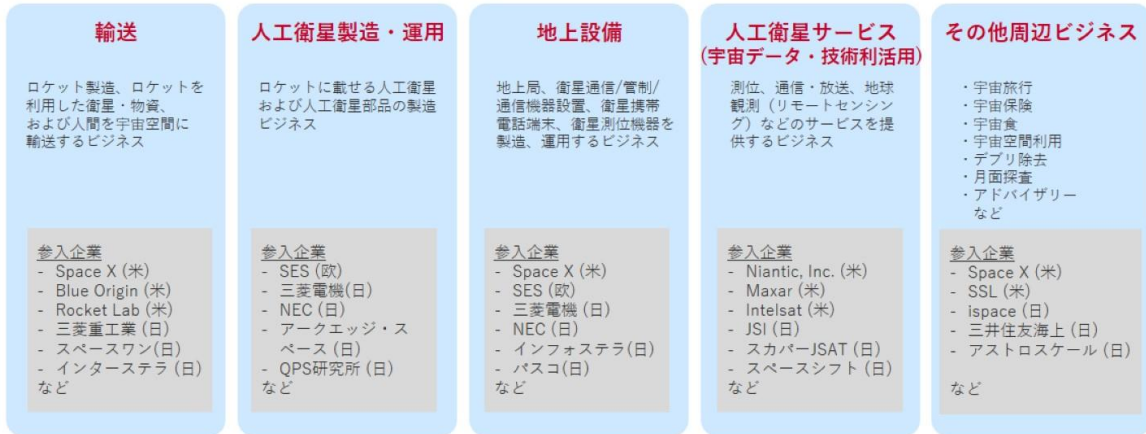 輸送
ロケット製造、ロケットを
利用した衛星・物資、
および人間を宇宙空間に
輸送するビジネス
参入企業
- Space X (米)
- Blue Origin (米)
- Rocket Lab (米)
- 三菱重工業 (日)
- スペースワン(日)
- インターステラ (日)
など
人工衛星製造・運用
ロケットに載せる人工衛星
および人工衛星部品の製造
ビジネス
参入企業
- SES (欧)
- 三菱電機(日)
- NEC (日)
- アークエッジ・ス
ペース (日)
- QPS研究所 (日)
など
地上設備
地上局、衛星通信/管制/
通信機器設置、衛星携帯
電話端末、衛星測位機器を
製造、運用するビジネス
参入企業
- Space X (米)
- SES (欧)
- 三菱電機 (日)
- NEC (日)
- インフォステラ(日)
- パスコ(日)
など
人工衛星サービス
(宇宙データ・技術利活用)
測位、通信・放送、地球
観測（リモートセンシン
グ）などのサービスを提
供するビジネス
参入企業
- Niantic, Inc. (米)
- Maxar (米)
- Intelsat (米)
- JSI (日)
- スカパーJSAT (日)
- スペースシフト (日)
など
その他周辺ビジネス
・宇宙旅行
・宇宙保険
・宇宙食
・宇宙空間利用
・デブリ除去
・月面探査
・アドバイザリー
など
参入企業
- Space X (米)
- SSL (米)
- ispace (日)
- 三井住友海上 (日)
- アストロスケール (日)
など